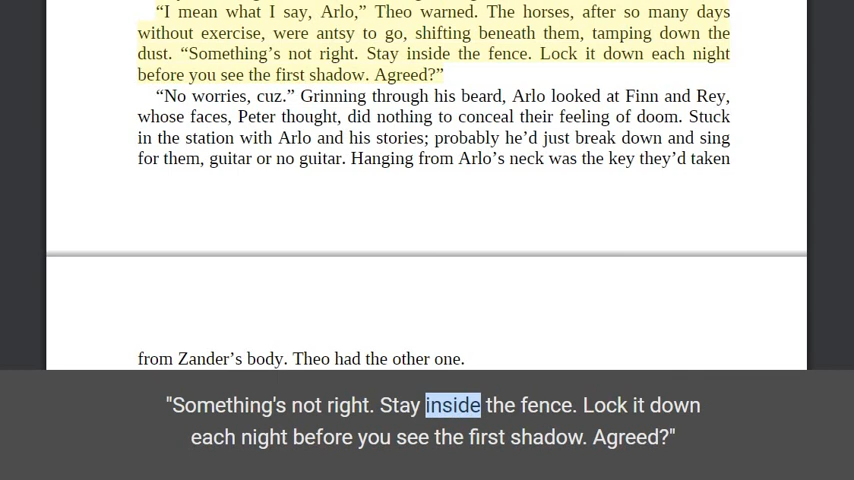 “I mean what I say, Arlo,” Theo warned. The horses, after so many days
without exercise, were antsy to go, shifting beneath them, tamping down the
dust. “Something’s not right. Stay inside the fence. Lock it down each night
before you see the first shadow. Agreed?”
“No worries, cuz.” Grinning through his beard, Arlo looked at Finn and Rey,
whose faces, Peter thought, did nothing to conceal their feeling of doom. Stuck
in the station with Arlo and his stories; probably he’d just break down and sing
for them, guitar or no guitar. Hanging from Arlo’s neck was the key they’d taken
from Zander’s body. Theo had the other one.
"Something's not right. Stay inside the fence. Lock it down
each night before you see the first shadow. Agreed?"